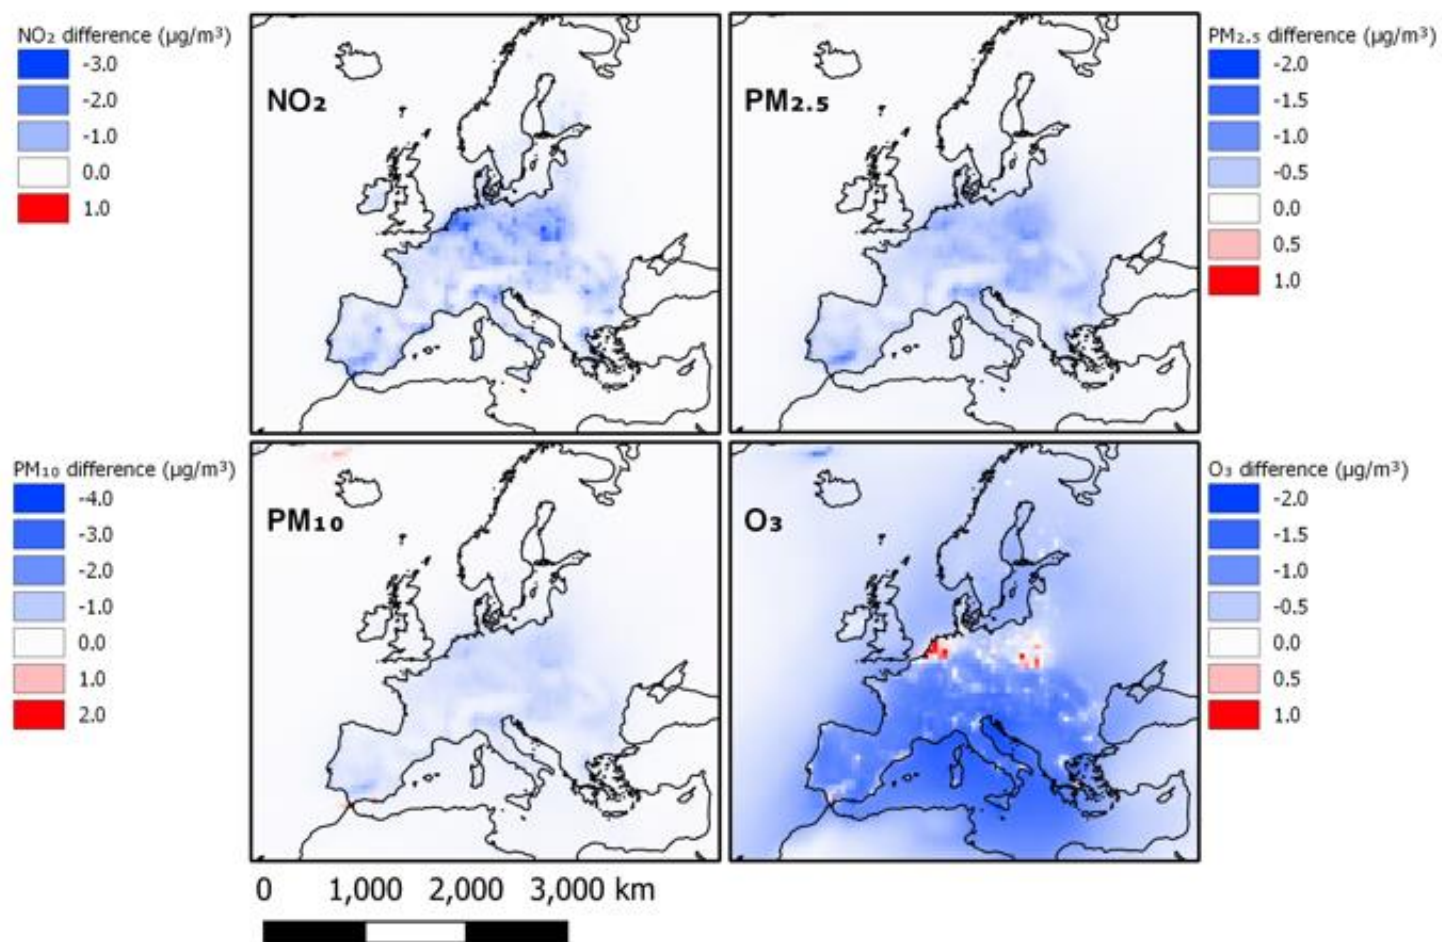 NO₂ difference (µg/m³)
-3.0
-2.0
-1.0
0.0
1.0
NO₂
PM₂.₅
PM₂.₅ difference (µg/m³)
-2.0
-1.5
-1.0
-0.5
0.0
0.5
1.0
PM₁₀ difference (µg/m³)
-4.0
-3.0
-2.0
-1.0
0.0
1.0
2.0
PM₁₀
O₃
O₃ difference (µg/m³)
-2.0
-1.5
-1.0
-0.5
0.0
0.5
1.0
0 1,000 2,000 3,000 km